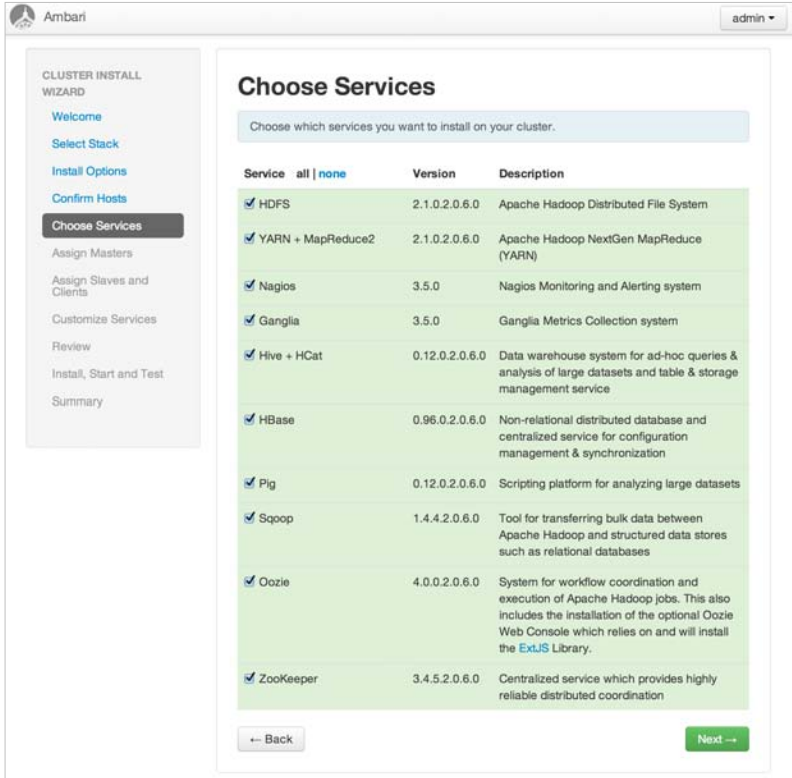 Ambari
admin
CLUSTER INSTALL
WIZARD
Welcome
Select Stack
Install Options
Confirm Hosts
Choose Services
Assign Masters
Assign Slaves and
Clients
Customize Services
Review
Install, Start and Test
Summary
Choose Services
Choose which services you want to install on your cluster.
Service all | none Version Description
HDFS 2.1.0.2.0.6.0 Apache Hadoop Distributed File System
YARN + MapReduce2 2.1.0.2.0.6.0 Apache Hadoop NextGen MapReduce
(YARN)
Nagios 3.5.0 Nagios Monitoring and Alerting system
Ganglia 3.5.0 Ganglia Metrics Collection system
Hive + HCat 0.12.0.2.0.6.0 Data warehouse system for ad-hoc queries &
analysis of large datasets and table & storage
management service
HBase 0.96.0.2.0.6.0 Non-relational distributed database and
centralized service for configuration
management & synchronization
Pig 0.12.0.2.0.6.0 Scripting platform for analyzing large datasets
Sqoop 1.4.4.2.0.6.0 Tool for transferring bulk data between
Apache Hadoop and structured data stores
such as relational databases
Oozie 4.0.0.2.0.6.0 System for workflow coordination and
execution of Apache Hadoop jobs. This also
includes the installation of the optional Oozie
Web Console which relies on and will install
the ExtJS Library.
ZooKeeper 3.4.5.2.0.6.0 Centralized service which provides highly
reliable distributed coordination
← Back
Next →